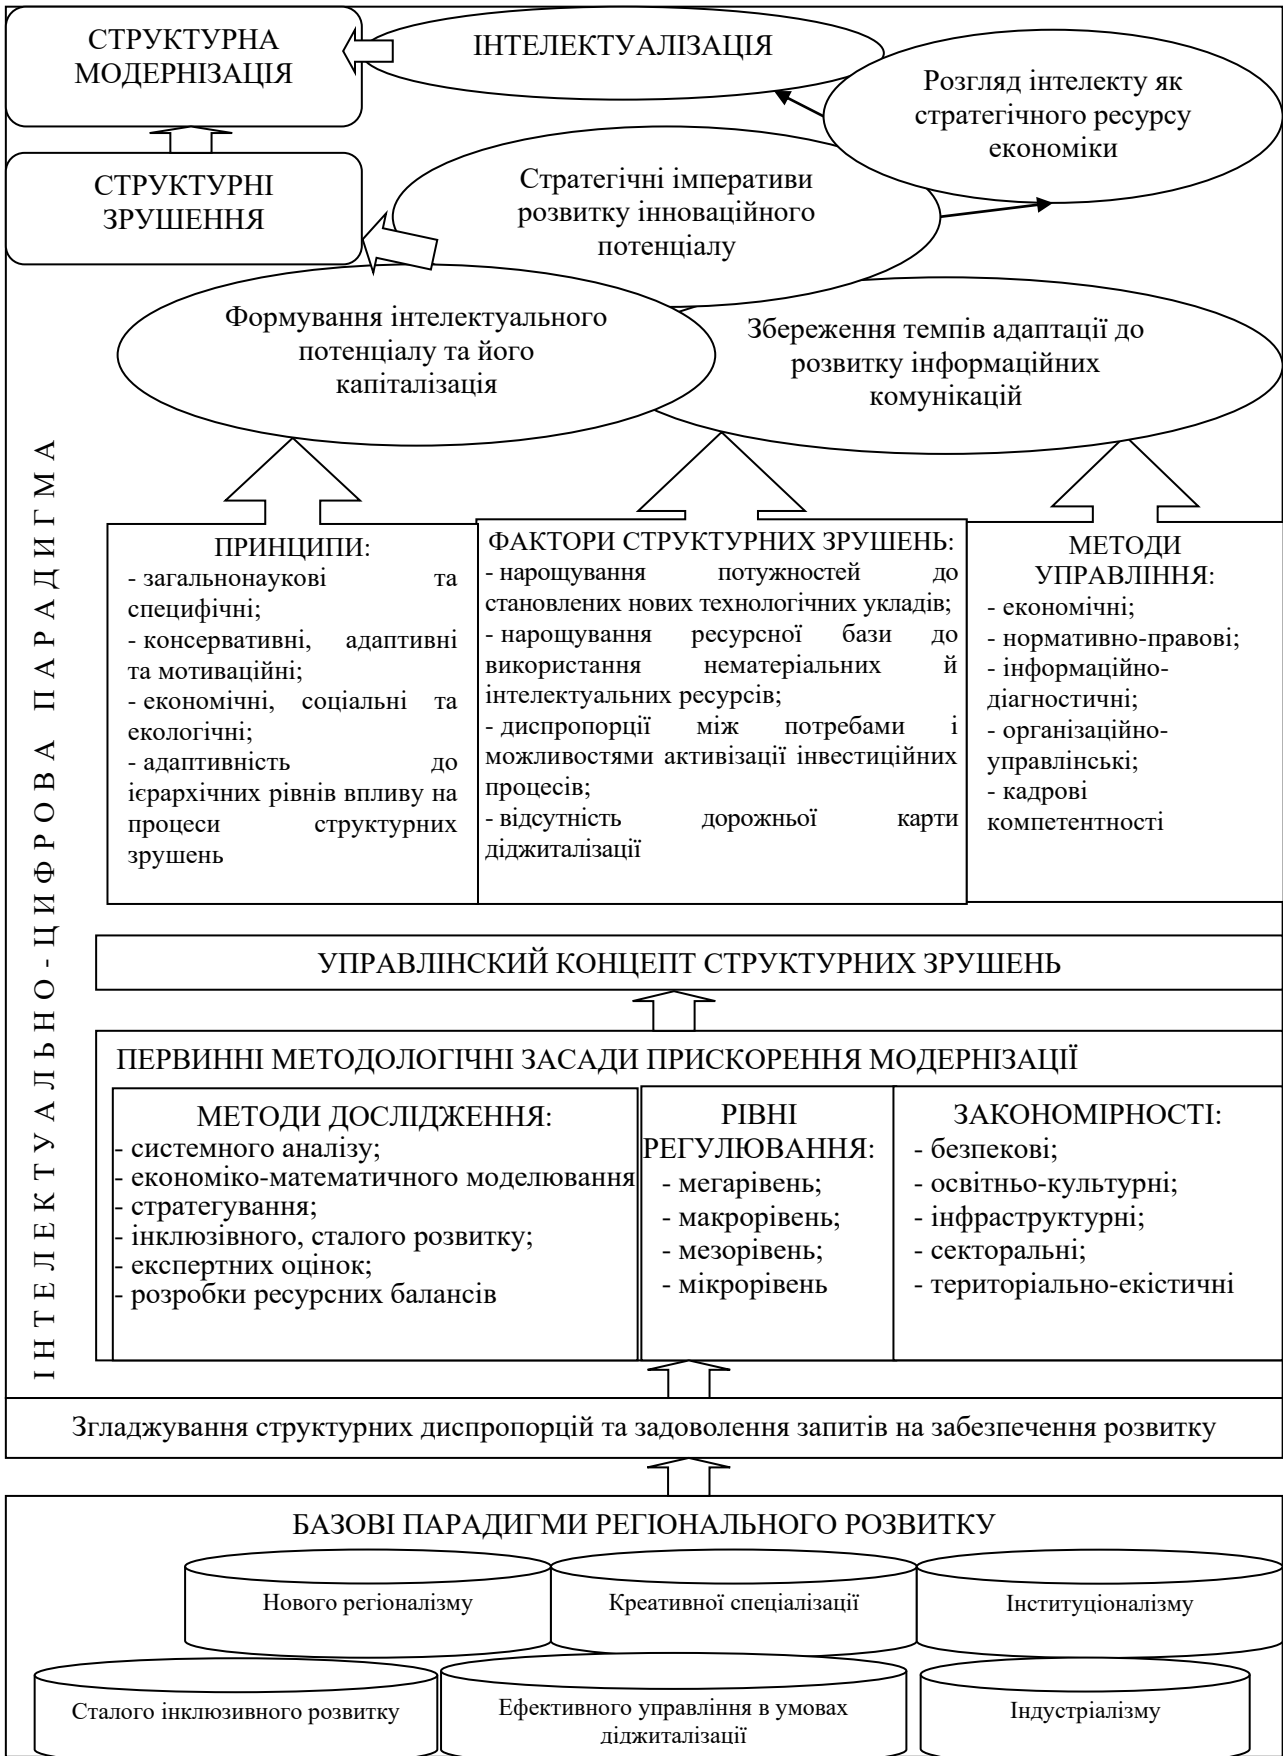 СТРУКТУРНА
МОДЕРНІЗАЦІЯ
ІНТЕЛЕКТУАЛІЗАЦІЯ
Розгляд інтелекту як
стратегічного ресурсу
економіки
СТРУКТУРНІ
ЗРУШЕННЯ
Стратегічні імперативи
розвитку інноваційного
потенціалу
Формування інтелектуального
потенціалу та його
капіталізація
Збереження темпів адаптації до
розвитку інформаційних
комунікацій
ІНТЕЛЕКТУАЛЬНО-ЦИФРОВА ПАРАДИГМА
ПРИНЦИПИ:
- загальнонаукові та
специфічні;
- консервативні, адаптивні
та мотиваційні;
- економічні, соціальні та
екологічні;
- адаптивність до
ієрархічних рівнів впливу на
процеси структурних
зрушень
ФАКТОРИ СТРУКТУРНИХ ЗРУШЕНЬ:
- нарощування потужностей до
становлених нових технологічних укладів;
- нарощування ресурсної бази до
використання нематеріальних й
інтелектуальних ресурсів;
- диспропорції між потребами і
можливостями активізації інвестиційних
процесів;
- відсутність дорожньої карти
діджиталізації
МЕТОДИ
УПРАВЛІННЯ:
- економічні;
- нормативно-правові;
- інформаційно-
діагностичні;
- організаційно-
управлінські;
- кадрові
компетентності
УПРАВЛІНСКИЙ КОНЦЕПТ СТРУКТУРНИХ ЗРУШЕНЬ
ПЕРВИННІ МЕТОДОЛОГІЧНІ ЗАСАДИ ПРИСКОРЕННЯ МОДЕРНІЗАЦІЇ
МЕТОДИ ДОСЛІДЖЕННЯ:
- системного аналізу;
- економіко-математичного моделювання
- стратегування;
- інклюзівного, сталого розвитку;
- експертних оцінок;
- розробки ресурсних балансів
РІВНІ
РЕГУЛЮВАННЯ:
- мегарівень;
- макрорівень;
- мезорівень;
- мікрорівень
ЗАКОНОМІРНОСТІ:
- безпекові;
- освітньо-культурні;
- інфраструктурні;
- секторальні;
- територіально-екістичні
Згладжування структурних диспропорцій та задоволення запитів на забезпечення розвитку
БАЗОВІ ПАРАДИГМИ РЕГІОНАЛЬНОГО РОЗВИТКУ
Нового регіоналізму
Креативної спеціалізації
Інституціоналізму
Сталого інклюзивного розвитку
Ефективного управління в умовах
діджиталізації
Індустріалізму